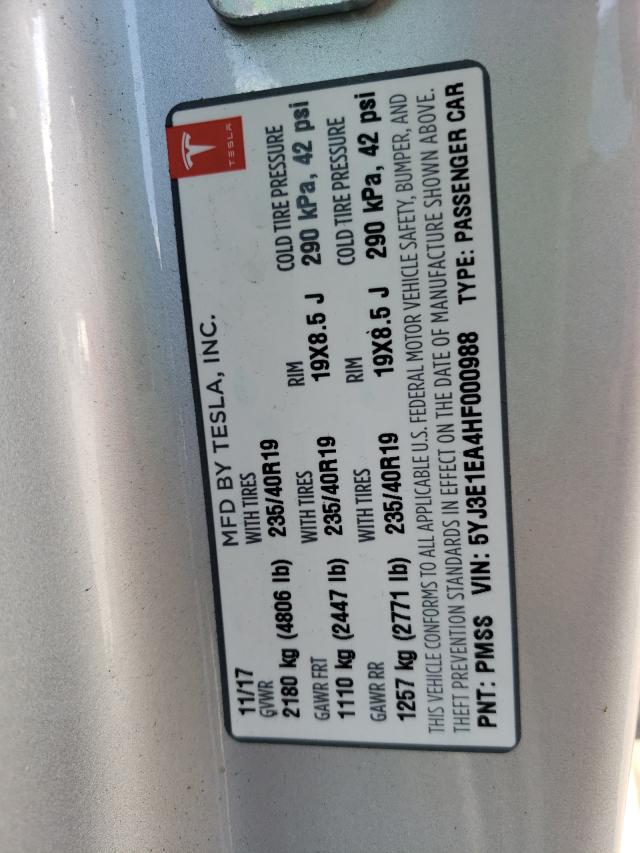 TESLA
MFD BY TESLA, INC.
11/17
GVWR WITH TIRES RIM COLD TIRE PRESSURE
2180 kg (4806 lb) 235/40R19 19X8.5 J 290 kPa, 42 psi
GAWR FRT WITH TIRES RIM COLD TIRE PRESSURE
1110 kg (2447 lb) 235/40R19 19X8.5 J 290 kPa, 42 psi
GAWR RR WITH TIRES
1257 kg (2771 lb) 235/40R19
THIS VEHICLE CONFORMS TO ALL APPLICABLE U.S. FEDERAL MOTOR VEHICLE SAFETY, BUMPER, AND
THEFT PREVENTION STANDARDS IN EFFECT ON THE DATE OF MANUFACTURE SHOWN ABOVE.
PNT: PMSS VIN: 5YJ3E1EA4HF000988 TYPE: PASSENGER CAR